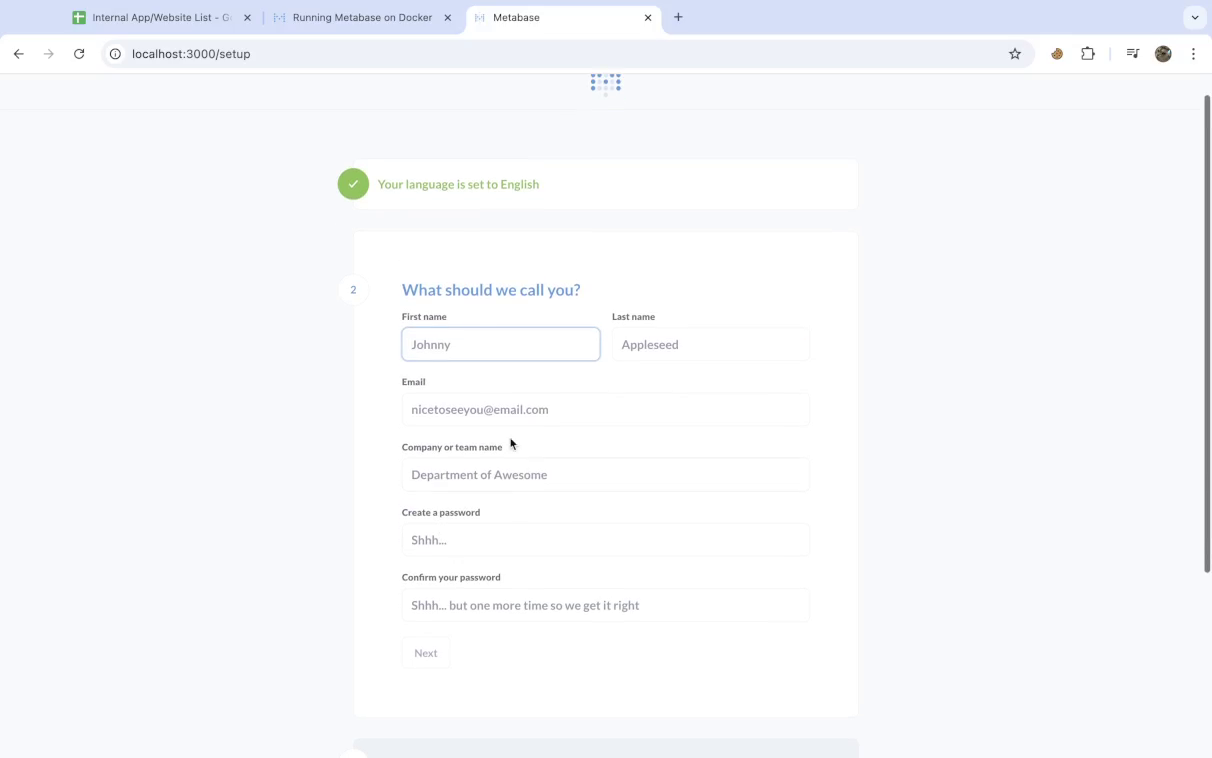 Internal/Website List - G
Running Metabase on Docker
Metabase
localhost:3000/setup
Your language is set to English
2
What should we call you?
First name
Last name
Johnny
Appleseed
Email
nicetoseeyou@email.com
Company or team name
Department of Awesome
Create a password
Shhh...
Confirm your password
Shhh... but one more time so we get it right
Next